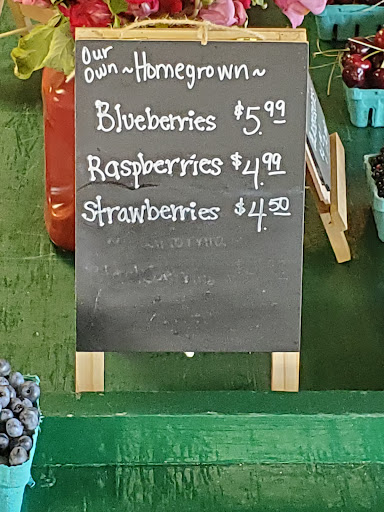 Our
own ~Homegrown~
Blueberries $5.99
Raspberries $4.99
Strawberries $4.50